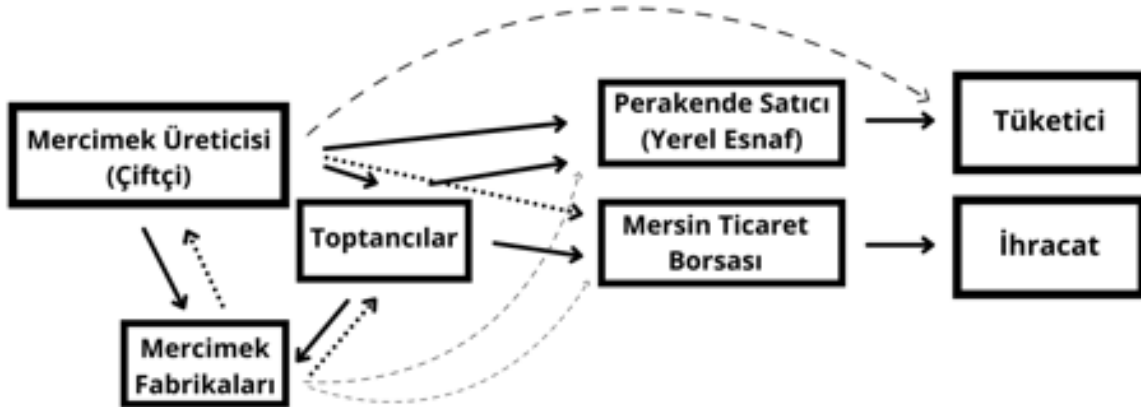 Mercimek Üreticisi
(Çiftçi)
Perakende Satıcı
(Yerel Esnaf)
Tüketici
Toptancılar
Mersin Ticaret
Borsası
İhracat
Mercimek
Fabrikaları